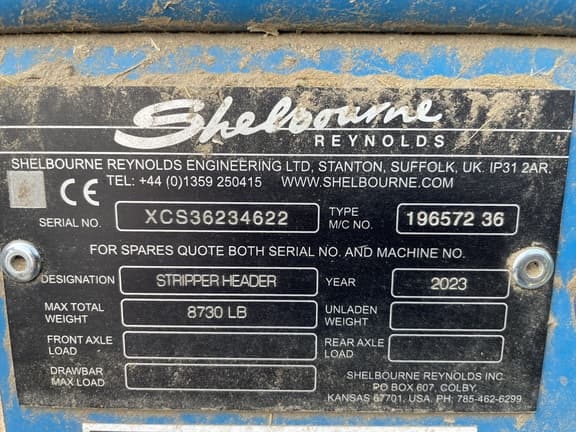 Shelbourne
REYNOLDS
SHELBOURNE REYNOLDS ENGINEERING LTD, STANTON, SUFFOLK, UK. IP31 2AR.
CE TEL: +44 (0)1359 250415 WWW.SHELBOURNE.COM
SERIAL NO. XCS36234622 TYPE M/C NO. 196572 36
FOR SPARES QUOTE BOTH SERIAL NO. AND MACHINE NO.
DESIGNATION STRIPPER HEADER YEAR 2023
MAX TOTAL WEIGHT 8730 LB UNLADEN WEIGHT
FRONT AXLE LOAD REAR AXLE LOAD
DRAWBAR MAX LOAD
SHELBOURNE REYNOLDS INC.
PO BOX 607, COLBY,
KANSAS 67701. USA. PH: 785-462-6299